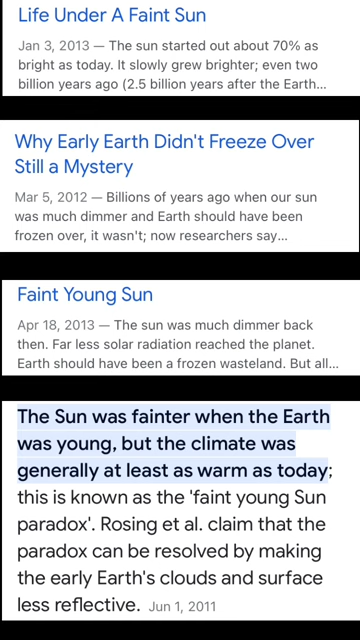 Life Under A Faint Sun
Jan 3, 2013 — The sun started out about 70% as
bright as today. It slowly grew brighter; even two
billion years ago (2.5 billion years after the Earth...
Why Early Earth Didn't Freeze Over
Still a Mystery
Mar 5, 2012 — Billions of years ago when our sun
was much dimmer and Earth should have been
frozen over, it wasn't; now researchers say...
Faint Young Sun
Apr 18, 2013 — The sun was much dimmer back
then. Far less solar radiation reached the planet.
Earth should have been a frozen wasteland. But all...
The Sun was fainter when the Earth
was young, but the climate was
generally at least as warm as today;
this is known as the 'faint young Sun
paradox'. Rosing et al. claim that the
paradox can be resolved by making
the early Earth's clouds and surface
less reflective. Jun 1, 2011